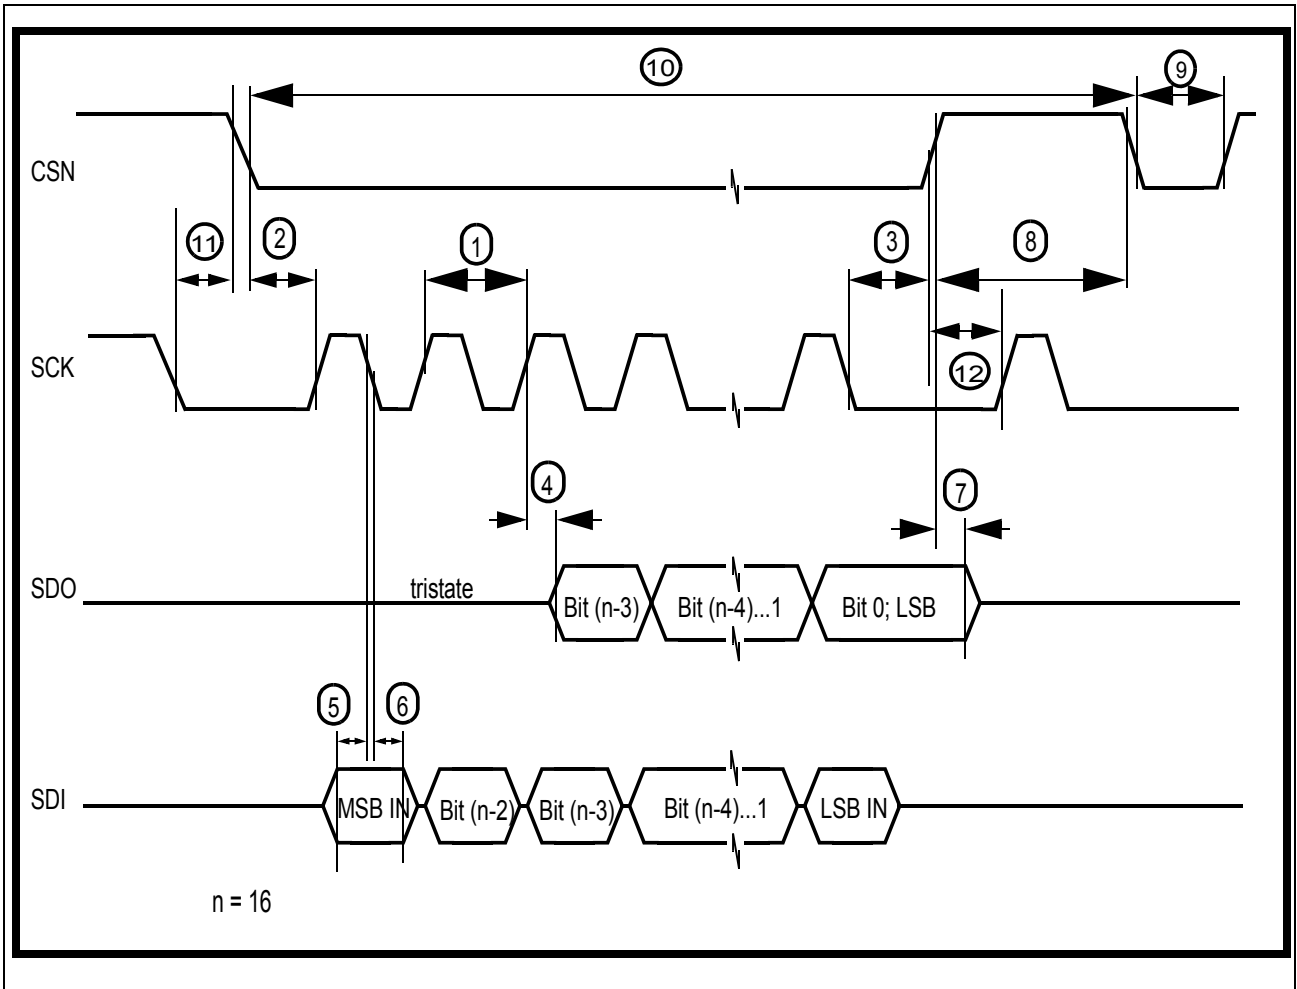 10
9
CSN
11
2
1
3
8
SCK
12
4
7
SDO
tristate
Bit (n-3)
Bit (n-4)...1
Bit 0; LSB
5
6
SDI
MSB IN
Bit (n-2)
Bit (n-3)
Bit (n-4)...1
LSB IN
n = 16